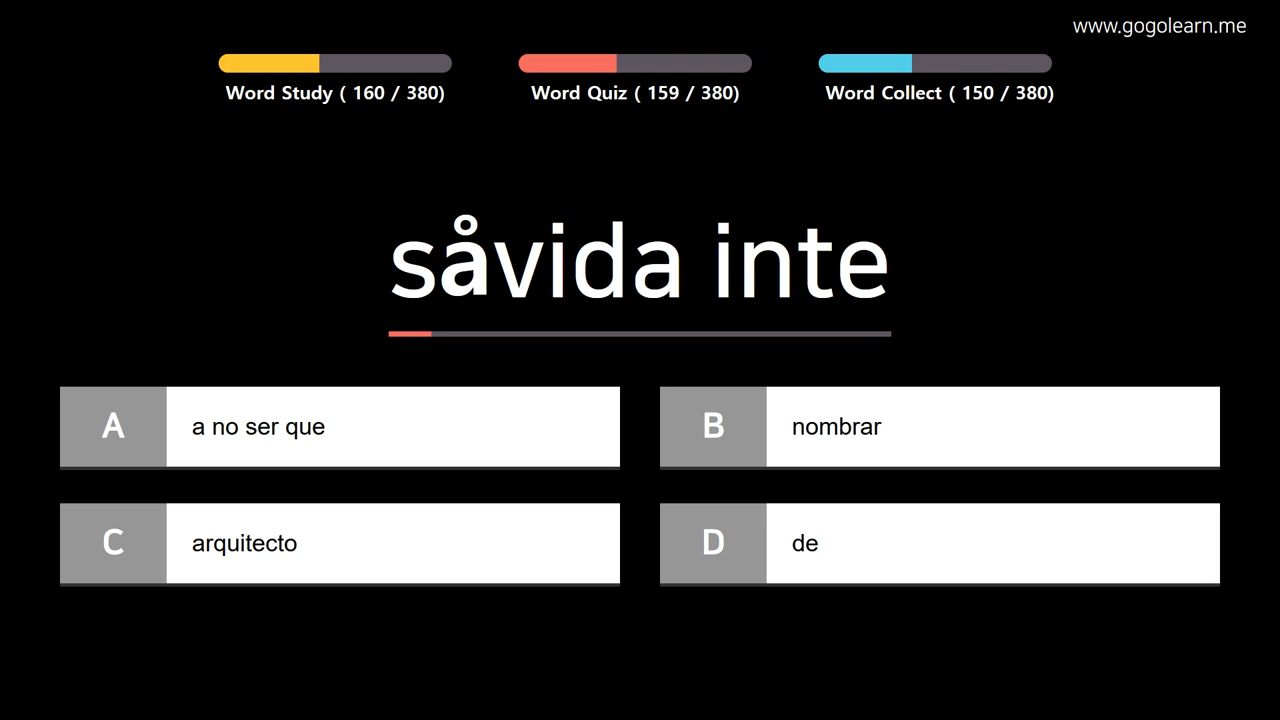 www.gogolearn.me
Word Study ( 160 / 380)
Word Quiz ( 159 / 380)
Word Collect ( 150 / 380)
såvida inte
A
a no ser que
B
nombrar
C
arquitecto
D
de